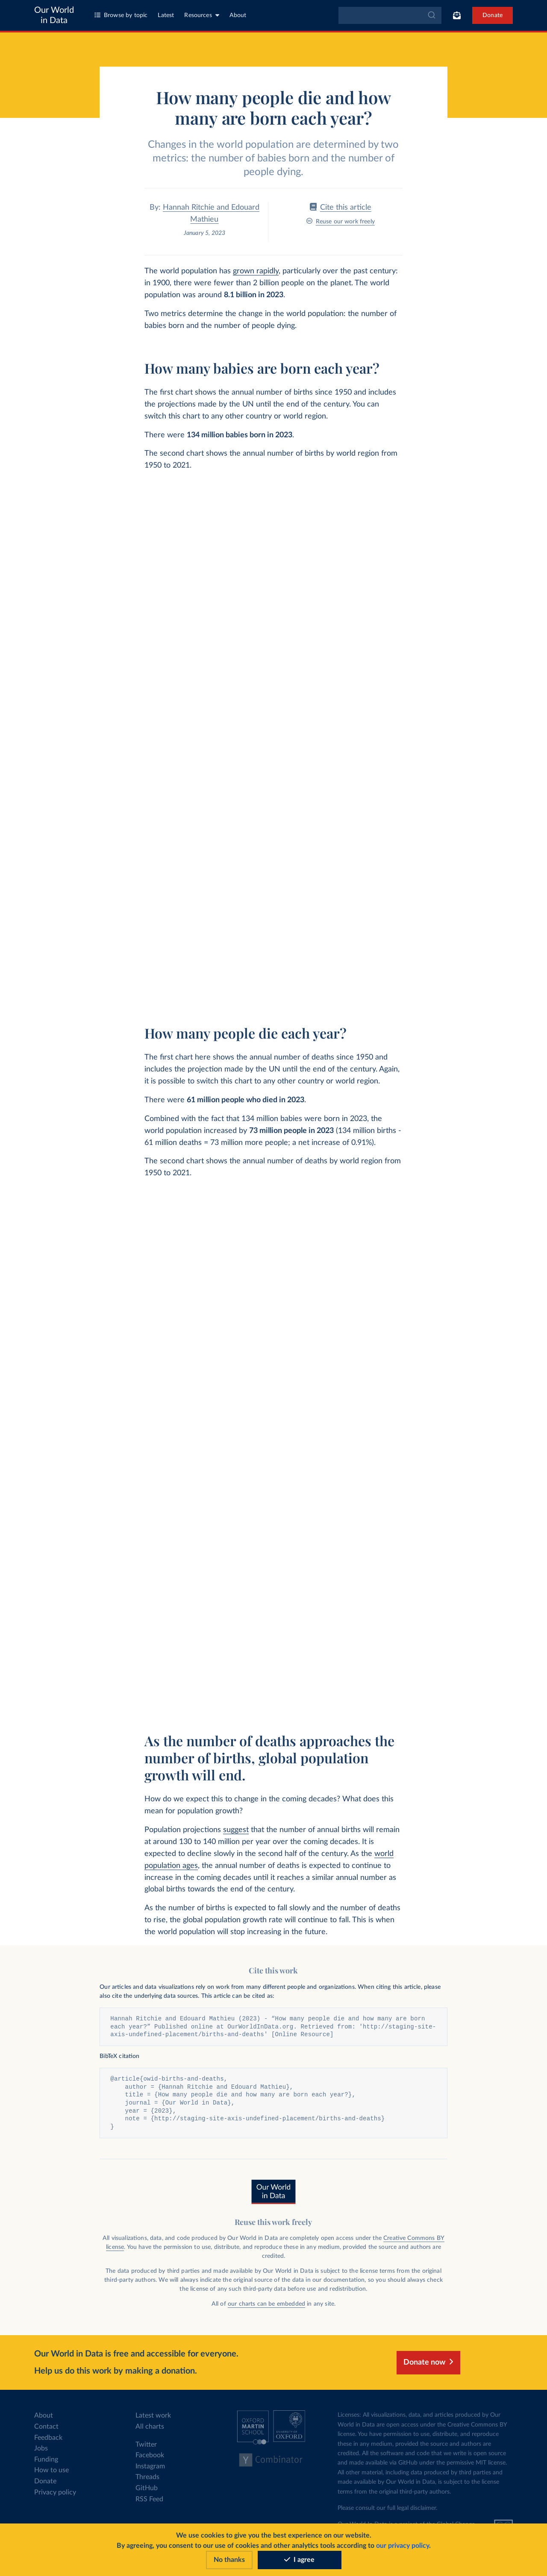 Our World
in Data
Browse by topic
Latest
Resources
About
Donate
How many people die and how
many are born each year?
Changes in the world population are determined by two
metrics: the number of babies born and the number of
people dying.
By: Hannah Ritchie and Edouard
Mathieu
January 5, 2023
Cite this article
Reuse our work freely
The world population has grown rapidly, particularly over the past century:
in 1900, there were fewer than 2 billion people on the planet. The world
population was around 8.1 billion in 2023.
Two metrics determine the change in the world population: the number of
babies born and the number of people dying.
How many babies are born each year?
The first chart shows the annual number of births since 1950 and includes
the projections made by the UN until the end of the century. You can
switch this chart to any other country or world region.
There were 134 million babies born in 2023.
The second chart shows the annual number of births by world region from
1950 to 2021.
How many people die each year?
The first chart here shows the annual number of deaths since 1950 and
includes the projection made by the UN until the end of the century. Again,
it is possible to switch this chart to any other country or world region.
There were 61 million people who died in 2023.
Combined with the fact that 134 million babies were born in 2023, the
world population increased by 73 million people in 2023 (134 million births -
61 million deaths = 73 million more people; a net increase of 0.91%).
The second chart shows the annual number of deaths by world region from
1950 to 2021.
As the number of deaths approaches the
number of births, global population
growth will end.
How do we expect this to change in the coming decades? What does this
mean for population growth?
Population projections suggest that the number of annual births will remain
at around 130 to 140 million per year over the coming decades. It is
expected to decline slowly in the second half of the century. As the world
population ages, the annual number of deaths is expected to continue to
increase in the coming decades until it reaches a similar annual number as
global births towards the end of the century.
As the number of births is expected to fall slowly and the number of deaths
to rise, the global population growth rate will continue to fall. This is when
the world population will stop increasing in the future.
Cite this work
Our articles and data visualizations rely on work from many different people and organizations. When citing this article, please
also cite the underlying data sources. This article can be cited as:
Hannah Ritchie and Edouard Mathieu (2023) - "How many people die and how many are born
each year?" Published online at OurWorldInData.org. Retrieved from: 'http://staging-site-
axis-undefined-placement/births-and-deaths' [Online Resource]
BibTeX citation
@article{owid-births-and-deaths,
author = {Hannah Ritchie and Edouard Mathieu},
title = {How many people die and how many are born each year?},
journal = {Our World in Data},
year = {2023},
note = {http://staging-site-axis-undefined-placement/births-and-deaths}
}
Our World
in Data
Reuse this work freely
All visualizations, data, and code produced by Our World in Data are completely open access under the Creative Commons BY
license. You have the permission to use, distribute, and reproduce these in any medium, provided the source and authors are
credited.
The data produced by third parties and made available by Our World in Data is subject to the license terms from the original
third-party authors. We will always indicate the original source of the data in our documentation, so you should always check
the license of any such third-party data before use and redistribution.
All of our charts can be embedded in any site.
Our World in Data is free and accessible for everyone.
Help us do this work by making a donation.
Donate now
About
Contact
Feedback
Jobs
Funding
How to use
Donate
Privacy policy
Latest work
All charts
Twitter
Facebook
Instagram
Threads
GitHub
RSS Feed
OXFORD
MARTIN
SCHOOL
UNIVERSITY OF
OXFORD
Y Combinator
Licenses: All visualizations, data, and articles produced by Our
World in Data are open access under the Creative Commons BY
license. You have permission to use, distribute, and reproduce
these in any medium, provided the source and authors are
credited. All the software and code that we write is open source
and made available via GitHub under the permissive MIT license.
All other material, including data produced by third parties and
made available by Our World in Data, is subject to the license
terms from the original third-party authors.
Please consult our full legal disclaimer.
We use cookies to give you the best experience on our website.
By agreeing, you consent to our use of cookies and other analytics tools according to our privacy policy.
No thanks
I agree